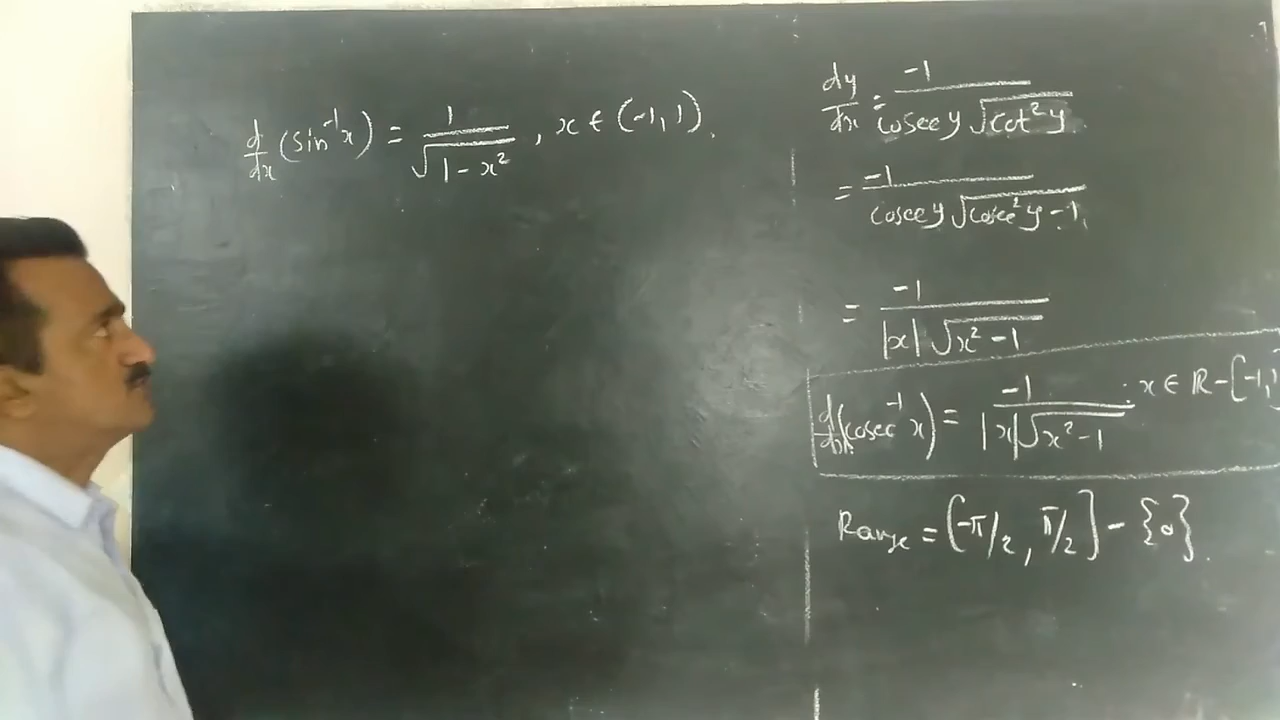 d/dx (sin⁻¹x) = 1/√(1-x²), x ∈ (-1, 1).
dy/dx = -1/(cosec y √(cot²y))
= -1/(cosec y √(cosec²y - 1))
= -1/(|x| √(x² - 1))
d/dx (cosec⁻¹x) = -1/(|x|√(x²-1)) . x ∈ R - [-1,
Range = [-π/2, π/2] - {0}.